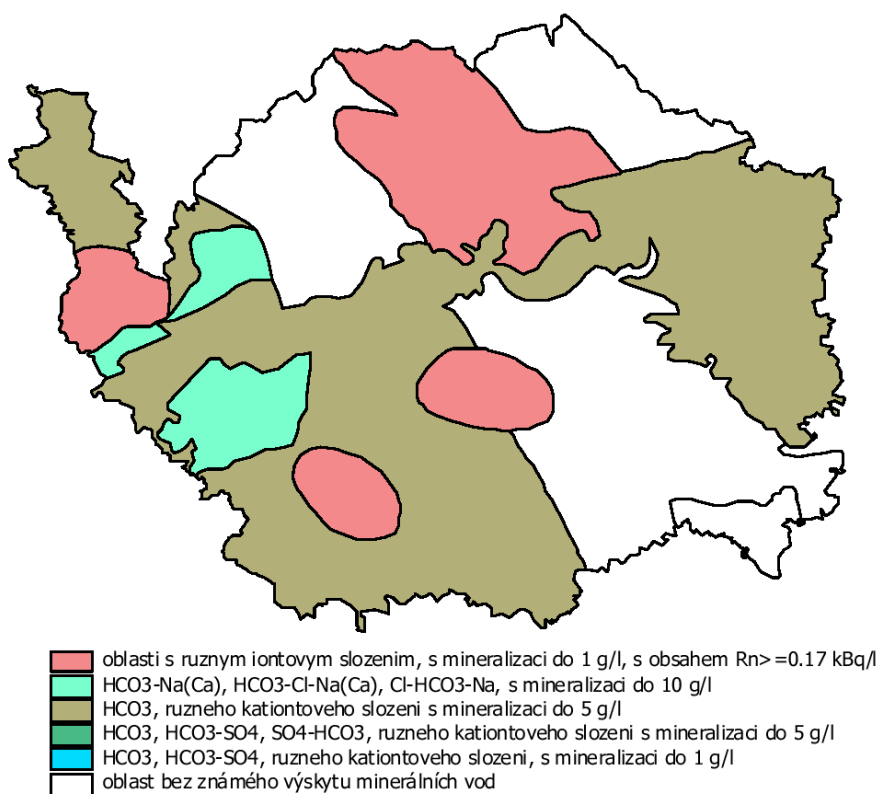 oblasti s ruznym iontovym slozenim, s mineralizaci do 1 g/l, s obsahem Rn>=0.17 kBq/l
HCO3-Na(Ca), HCO3-Cl-Na(Ca), Cl-HCO3-Na, s mineralizaci do 10 g/l
HCO3, ruzneho kationtoveho slozeni s mineralizaci do 5 g/l
HCO3, HCO3-SO4, SO4-HCO3, ruzneho kationtoveho slozeni s mineralizaci do 5 g/l
HCO3, HCO3-SO4, ruzneho kationtoveho slozeni, s mineralizaci do 1 g/l
oblast bez známého výskytu minerálních vod